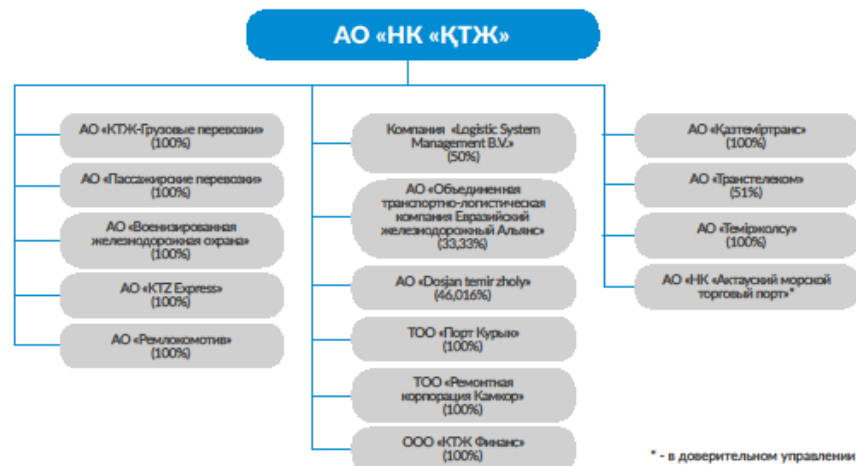 АО «НК «ҚТЖ»
АО «КТЖ-Грузовые перевозки»
(100%)
АО «Пассажирские перевозки»
(100%)
АО «Военизированная
железнодорожная охрана»
(100%)
АО «KTZ Express»
(100%)
АО «Ремлокомотив»
(100%)
Компания «Logistic System
Management B.V.»
(50%)
АО «Объединенная
транспортно-логистическая
компания Евразийский
железнодорожный Альянс»
(33,33%)
АО «Dosjan temir zholy»
(46,016%)
ТОО «Порт Курык»
(100%)
ТОО «Ремонтная
корпорация Камкор»
(100%)
ООО «КТЖ Финанс»
(100%)
АО «Қазтеміртранс»
(100%)
АО «Транстелеком»
(51%)
АО «Теміржолсу»
(100%)
АО «НК «Актауский морской
торговый порт»*
* - в доверительном управлении